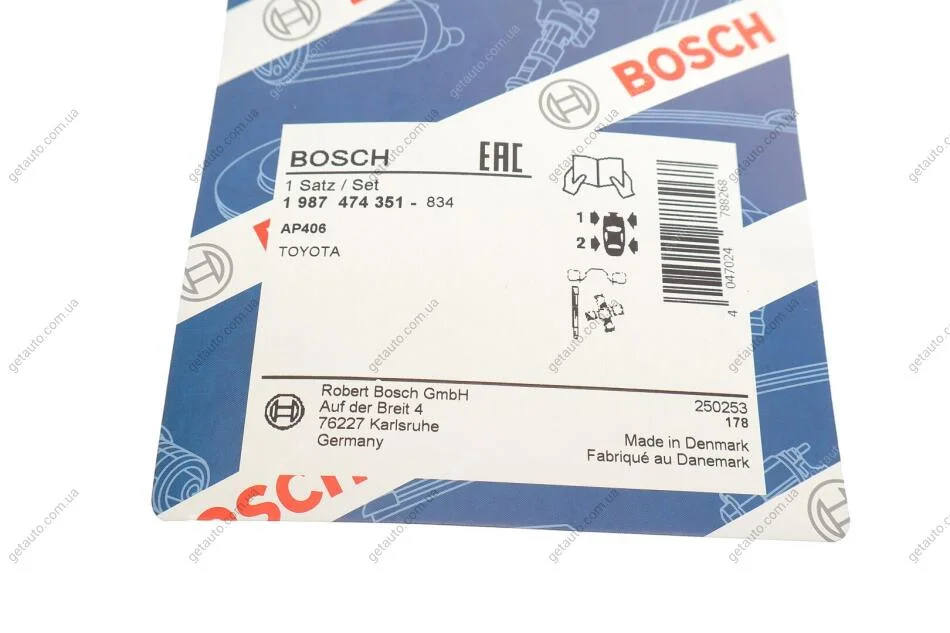 BOSCH
BOSCH
EAC
1 Satz / Set
1 987 474 351 - 834
AP406
TOYOTA
1
2
4 047024 788268
Robert Bosch GmbH
Auf der Breit 4
76227 Karlsruhe
Germany
250253
178
Made in Denmark
Fabriqué au Danemark
BOSCH
getauto.com.ua